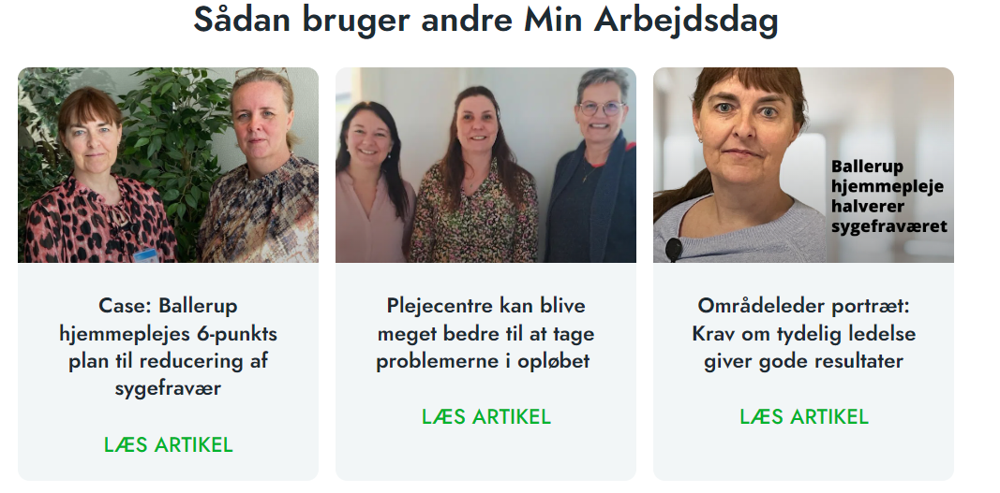 Sådan bruger andre Min Arbejdsdag
Ballerup
hjemmepleje
halverer
sygefraværet
Case: Ballerup
hjemmeplejes 6-punkts
plan til reducering af
sygefravær
LÆS ARTIKEL
Plejecentre kan blive
meget bedre til at tage
problemerne i opløbet
LÆS ARTIKEL
Områdeleder portræt:
Krav om tydelig ledelse
giver gode resultater
LÆS ARTIKEL